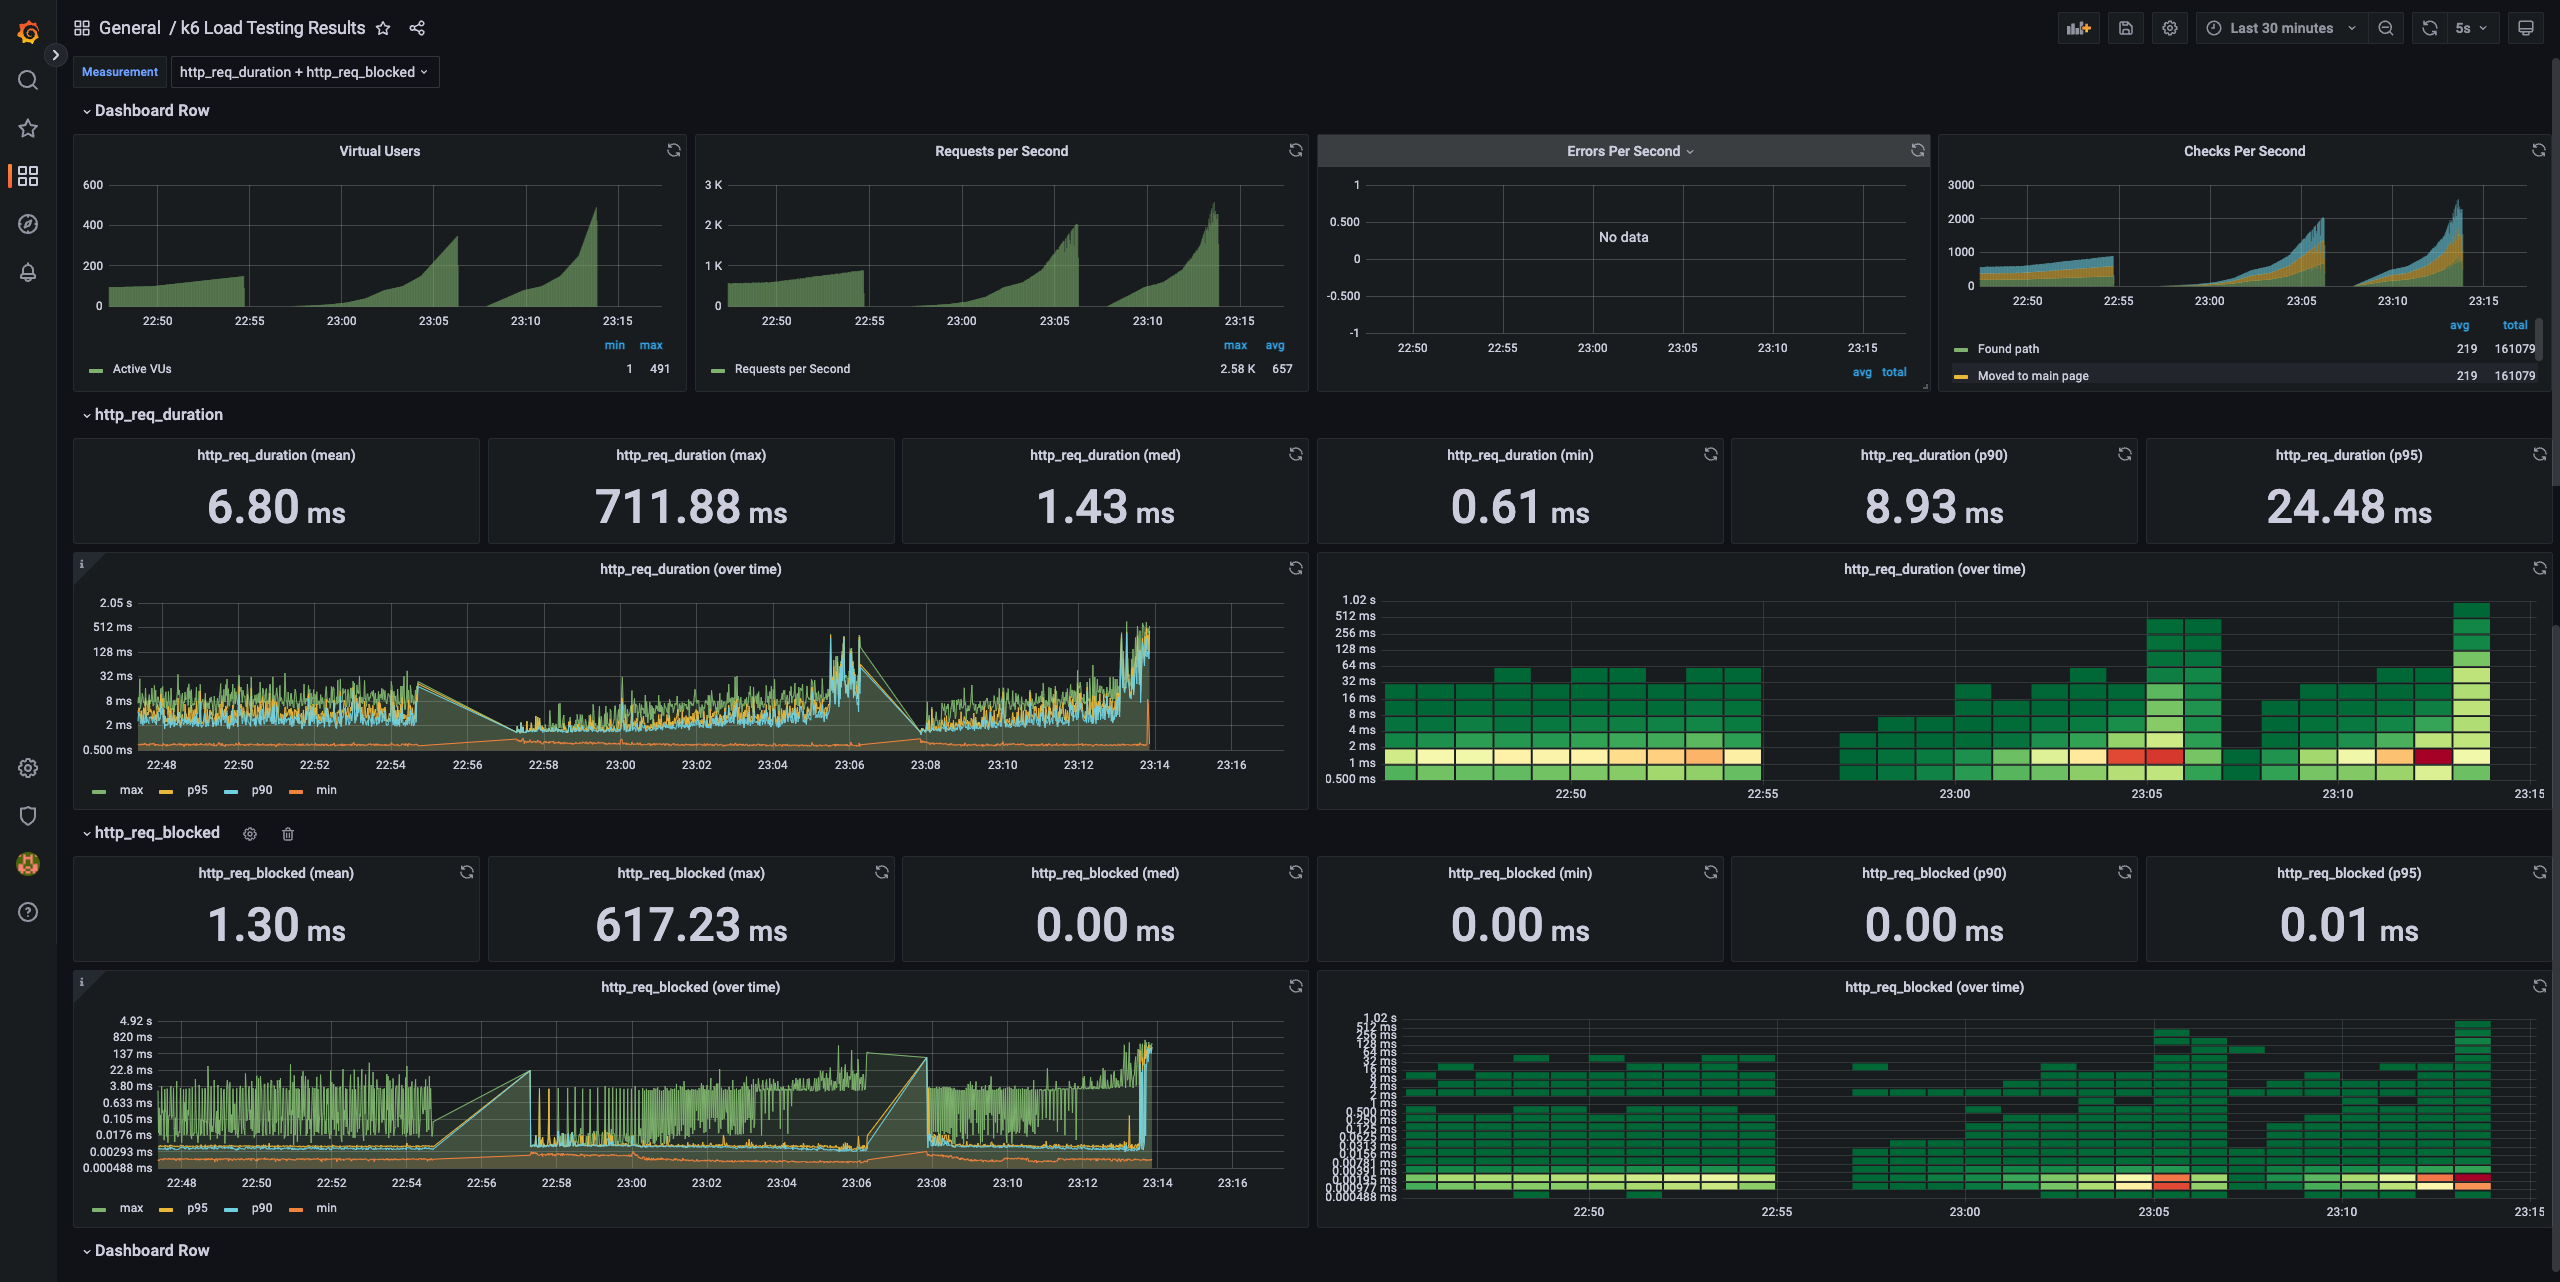 General / k6 Load Testing Results
Last 30 minutes
5s
Measurement
http_req_duration + http_req_blocked
Dashboard Row
Virtual Users
600
400
200
0
22:50 22:55 23:00 23:05 23:10 23:15
min max
Active VUs 1 491
Requests per Second
3 K
2 K
1 K
0
22:50 22:55 23:00 23:05 23:10 23:15
max avg
Requests per Second 2.58 K 657
Errors Per Second
1
0.500
0
-0.500
-1
No data
22:50 22:55 23:00 23:05 23:10 23:15
avg total
Checks Per Second
3000
2000
1000
0
22:50 22:55 23:00 23:05 23:10 23:15
avg total
Found path 219 161079
Moved to main page 219 161079
http_req_duration
http_req_duration (mean)
6.80 ms
http_req_duration (max)
711.88 ms
http_req_duration (med)
1.43 ms
http_req_duration (min)
0.61 ms
http_req_duration (p90)
8.93 ms
http_req_duration (p95)
24.48 ms
http_req_duration (over time)
2.05 s
512 ms
128 ms
32 ms
8 ms
2 ms
0.500 ms
22:48 22:50 22:52 22:54 22:56 22:58 23:00 23:02 23:04 23:06 23:08 23:10 23:12 23:14 23:16
max p95 p90 min
http_req_duration (over time)
1.02 s
512 ms
256 ms
128 ms
64 ms
32 ms
16 ms
8 ms
4 ms
2 ms
1 ms
0.500 ms
22:50 22:55 23:00 23:05 23:10 23:15
http_req_blocked
http_req_blocked (mean)
1.30 ms
http_req_blocked (max)
617.23 ms
http_req_blocked (med)
0.00 ms
http_req_blocked (min)
0.00 ms
http_req_blocked (p90)
0.00 ms
http_req_blocked (p95)
0.01 ms
http_req_blocked (over time)
4.92 s
820 ms
137 ms
22.8 ms
3.80 ms
0.633 ms
0.105 ms
0.0176 ms
0.00293 ms
0.000488 ms
22:48 22:50 22:52 22:54 22:56 22:58 23:00 23:02 23:04 23:06 23:08 23:10 23:12 23:14 23:16
max p95 p90 min
http_req_blocked (over time)
1.02 s
512 ms
256 ms
128 ms
64 ms
32 ms
16 ms
8 ms
4 ms
2 ms
1 ms
0.500 ms
0.250 ms
0.125 ms
0.0625 ms
0.0313 ms
0.0156 ms
0.00781 ms
0.00391 ms
0.00195 ms
0.000977 ms
0.000488 ms
22:50 22:55 23:00 23:05 23:10 23:15
Dashboard Row